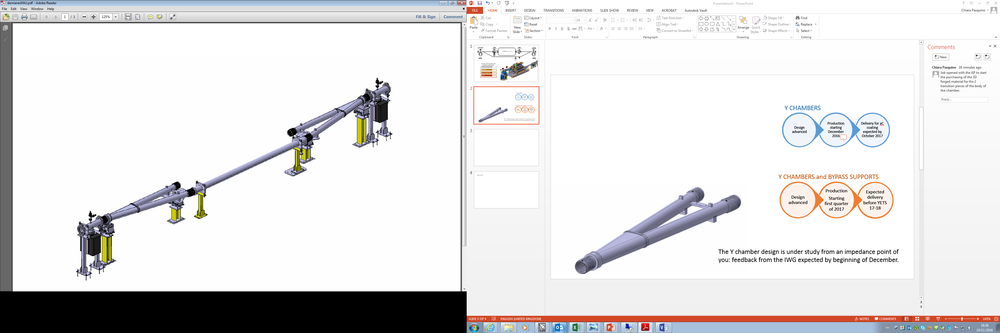 dernieresMAJ.pdf - Adobe Reader
File Edit View Window Help
1 / 1 125% Fill & Sign Comment
Presentation2 - PowerPoint
FILE HOME INSERT DESIGN TRANSITIONS ANIMATIONS SLIDE SHOW REVIEW VIEW ACROBAT Autodesk Vault
Chiara Pasquino
Paste
Cut
Copy
Format Painter
Clipboard
New Slide
Layout
Reset
Section
Slides
18
Font
Text Direction
Align Text
Convert to SmartArt
Paragraph
Arrange
Quick Styles
Shape Fill
Shape Outline
Shape Effects
Drawing
Find
Replace
Select
Editing
1
2
3
4
Y CHAMBERS
Design
advanced
Production
starting
December
2016
Delivery for aC
coating
expected by
October 2017
Y CHAMBERS and BYPASS SUPPORTS
Design
advanced
Production
Starting
first quarter
of 2017
Expected
delivery
before YETS
17-18
The Y chamber design is under study from an impedance point of
you: feedback from the IWG expected by beginning of December.
Comments
New
Chiara Pasquino 18 minutes ago
Job opened with the AP to start
the purchasing of the 3D
forged material for the 2
transition pieces of the body of
the chamber.
Reply...
SLIDE 2 OF 4 ENGLISH (UNITED KINGDOM)
NOTES COMMENTS 103%
18:36
10/11/2016